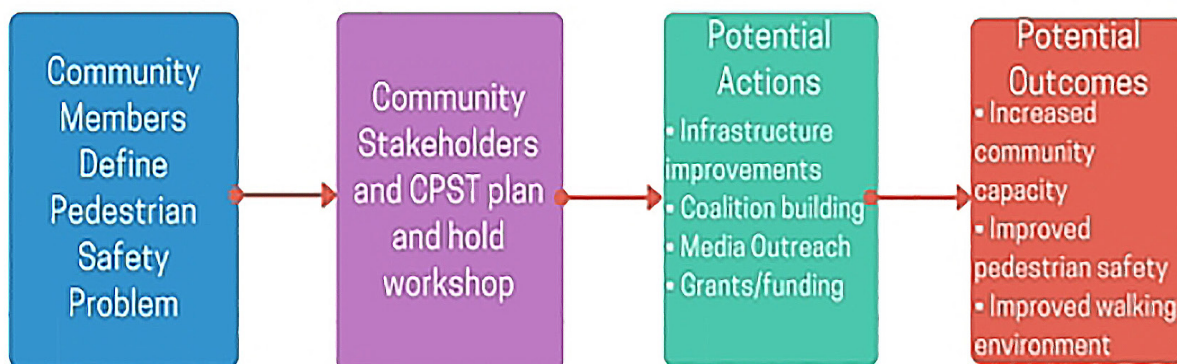 Community
Members
Define
Pedestrian
Safety
Problem
Community
Stakeholders
and CPST plan
and hold
workshop
Potential
Actions
▪ Infrastructure
improvements
▪ Coalition building
▪ Media Outreach
▪ Grants/funding
Potential
Outcomes
▪ Increased
community
capacity
▪ Improved
pedestrian safety
▪ Improved walking
environment